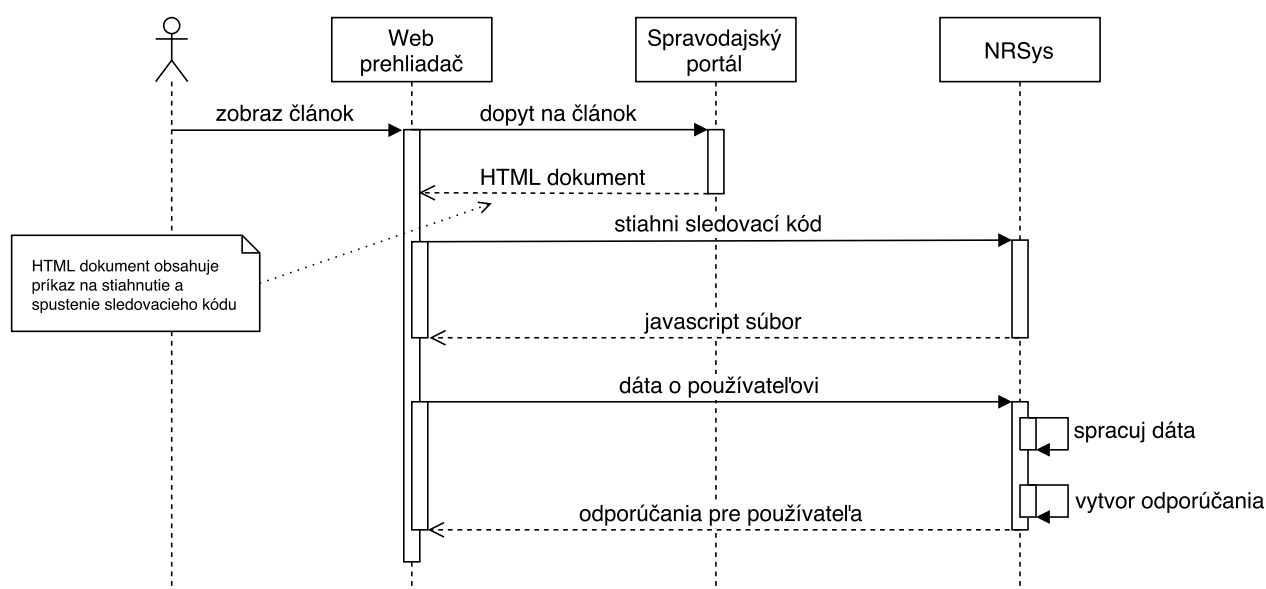 Web
prehliadač
Spravodajský
portál
NRSys
zobraz článok
dopyt na článok
HTML dokument
stiahni sledovací kód
HTML dokument obsahuje
príkaz na stiahnutie a
spustenie sledovacieho kódu
javascript súbor
dáta o používateľovi
spracuj dáta
vytvor odporúčania
odporúčania pre používateľa